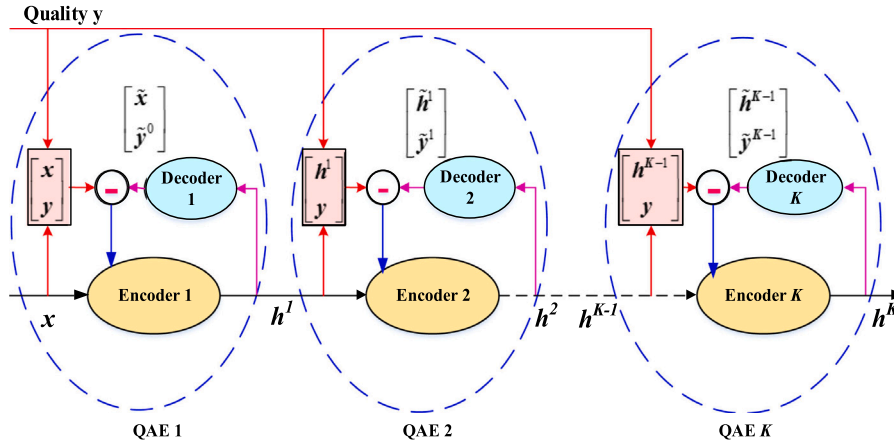 Quality y
[x̃ ỹ⁰]
[h̃¹ ỹ¹]
[h̃ᴷ⁻¹ ỹᴷ⁻¹]
[x y]
-
Decoder 1
[h¹ y]
-
Decoder 2
[hᴷ⁻¹ y]
-
Decoder K
Encoder 1
Encoder 2
Encoder K
x
h¹
h²
hᴷ⁻¹
hᴷ
QAE 1
QAE 2
QAE K